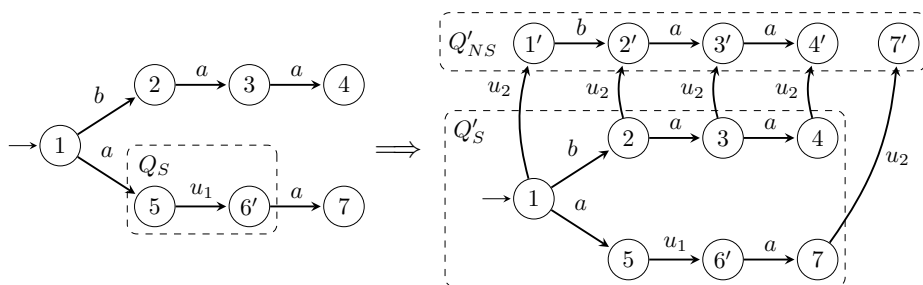 Q'_{NS} 1' b 2' a 3' a 4' 7'
2 a 3 a 4
b
u_2 u_2 u_2 u_2
1
Q'_S
a
Q_S
2 a 3 a 4
⟹
b
u_2
5 u_1 6' a 7
1
a
5 u_1 6' a 7